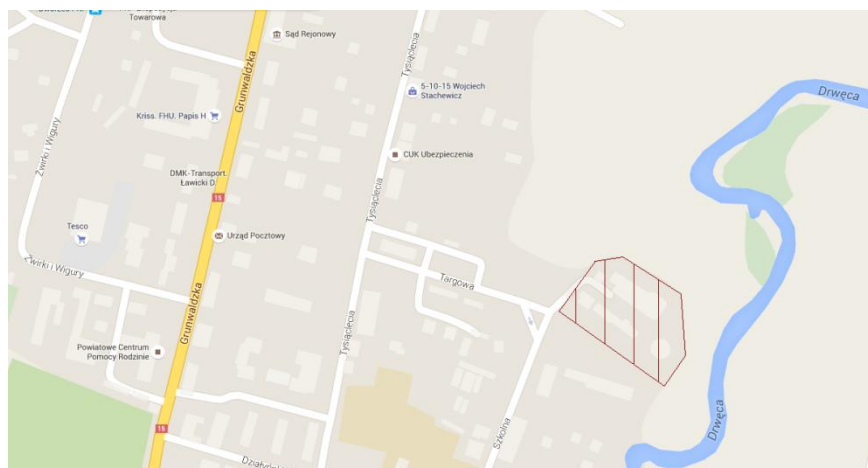 Towarowa
Sąd Rejonowy
Grunwaldzka
Tysiąclecia
5-10-15 Wojciech
Stachewicz
Drwęca
Kriss. FHU. Papis H
Żwirki i Wigury
CUK Ubezpieczenia
DMK-Transport.
Ławicki D.
15
Tysiąclecia
Tesco
Urząd Pocztowy
Żwirki i Wigury
Targowa
Grunwaldzka
Tysiąclecia
Powiatowe Centrum
Pomocy Rodzinie
Szkolna
Drwęca
15